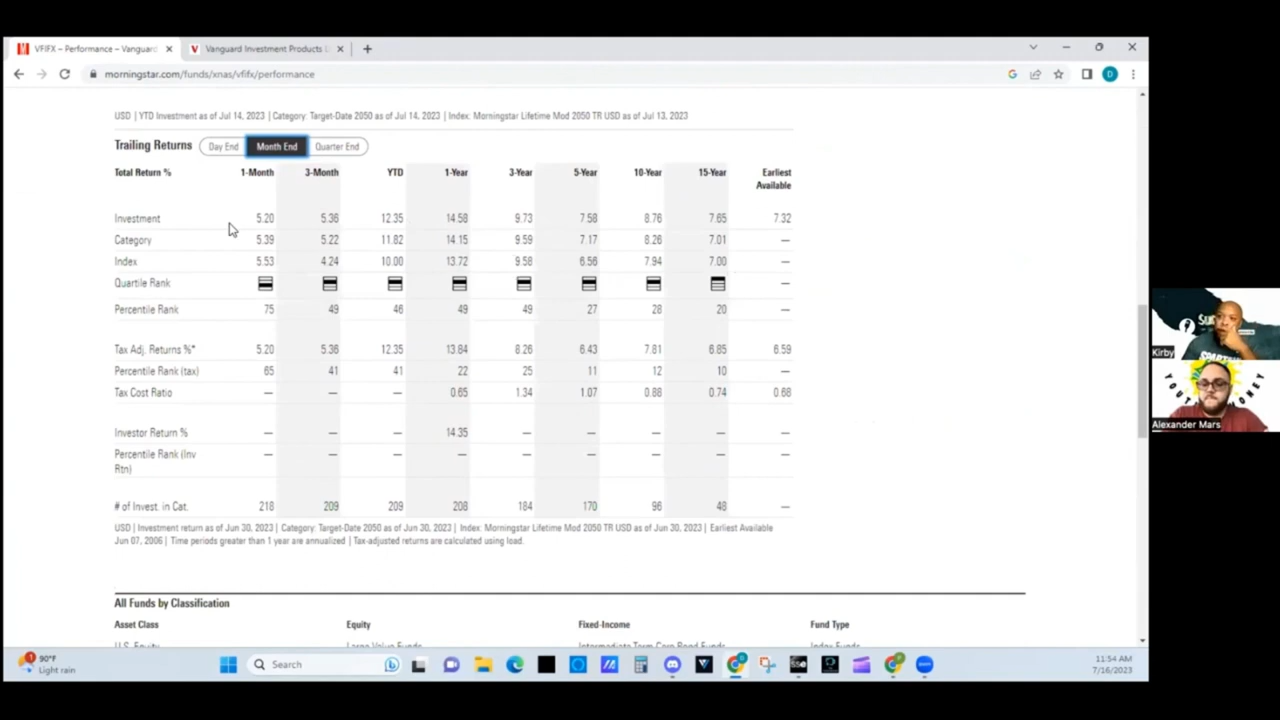 VFIFX – Performance – Vanguard
Vanguard Investment Products
morningstar.com/funds/xnas/vfifx/performance
D
USD | YTD Investment as of Jul 14, 2023 | Category: Target-Date 2050 as of Jul 14, 2023 | Index: Morningstar Lifetime Mod 2050 TR USD as of Jul 13, 2023
Trailing Returns Day End Month End Quarter End
Total Return % 1-Month 3-Month YTD 1-Year 3-Year 5-Year 10-Year 15-Year Earliest Available
Investment 5.20 5.36 12.35 14.58 9.73 7.58 8.76 7.65 7.32
Category 5.39 5.22 11.82 14.15 9.59 7.17 8.26 7.01 —
Index 5.53 4.24 10.00 13.72 9.58 6.56 7.94 7.00 —
Quartile Rank —
Percentile Rank 75 49 46 49 49 27 28 20 —
Tax Adj. Returns %* 5.20 5.36 12.35 13.84 8.26 6.43 7.81 6.85 6.59
Percentile Rank (tax) 65 41 41 22 25 11 12 10 —
Tax Cost Ratio — — — 0.65 1.34 1.07 0.88 0.74 0.68
Investor Return % — — — 14.35 — — — — —
Percentile Rank (Inv Rtn) — — — — — — — — —
# of Invest. in Cat. 218 209 209 208 184 170 96 48 —
USD | Investment return as of Jun 30, 2023 | Category: Target-Date 2050 as of Jun 30, 2023 | Index: Morningstar Lifetime Mod 2050 TR USD as of Jun 30, 2023 | Earliest Available
Jun 07, 2006 | Time periods greater than 1 year are annualized | Tax-adjusted returns are calculated using load.
All Funds by Classification
Asset Class Equity Fixed-Income Fund Type
U.S. Equity Large Value Funds Intermediate Term Corp Bond Funds Index Funds
Kirby
Alexander Mars
90°F
Light rain
Search
11:54 AM
7/16/2023